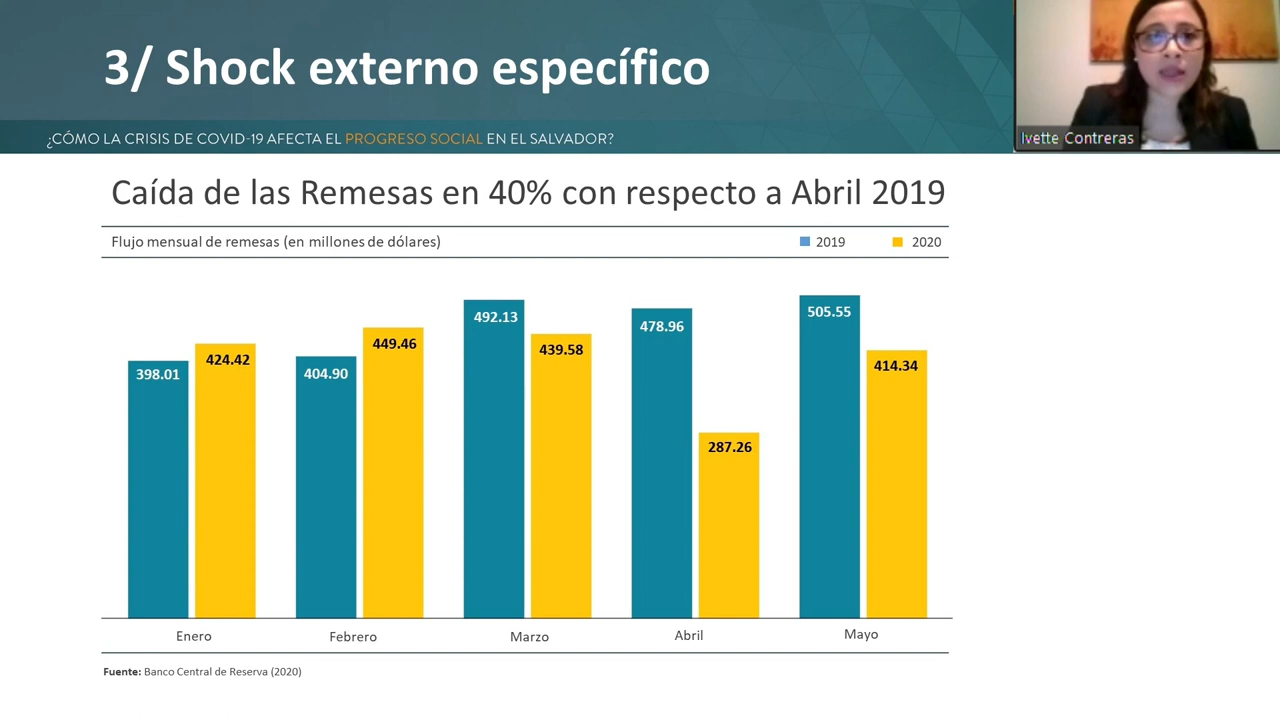 3/ Shock externo específico
¿CÓMO LA CRISIS DE COVID-19 AFECTA EL PROGRESO SOCIAL EN EL SALVADOR?
Ivette Contreras
Caída de las Remesas en 40% con respecto a Abril 2019
Flujo mensual de remesas (en millones de dólares)
2019 2020
398.01 424.42 404.90 449.46 492.13 439.58 478.96 287.26 505.55 414.34
Enero Febrero Marzo Abril Mayo
Fuente: Banco Central de Reserva (2020)